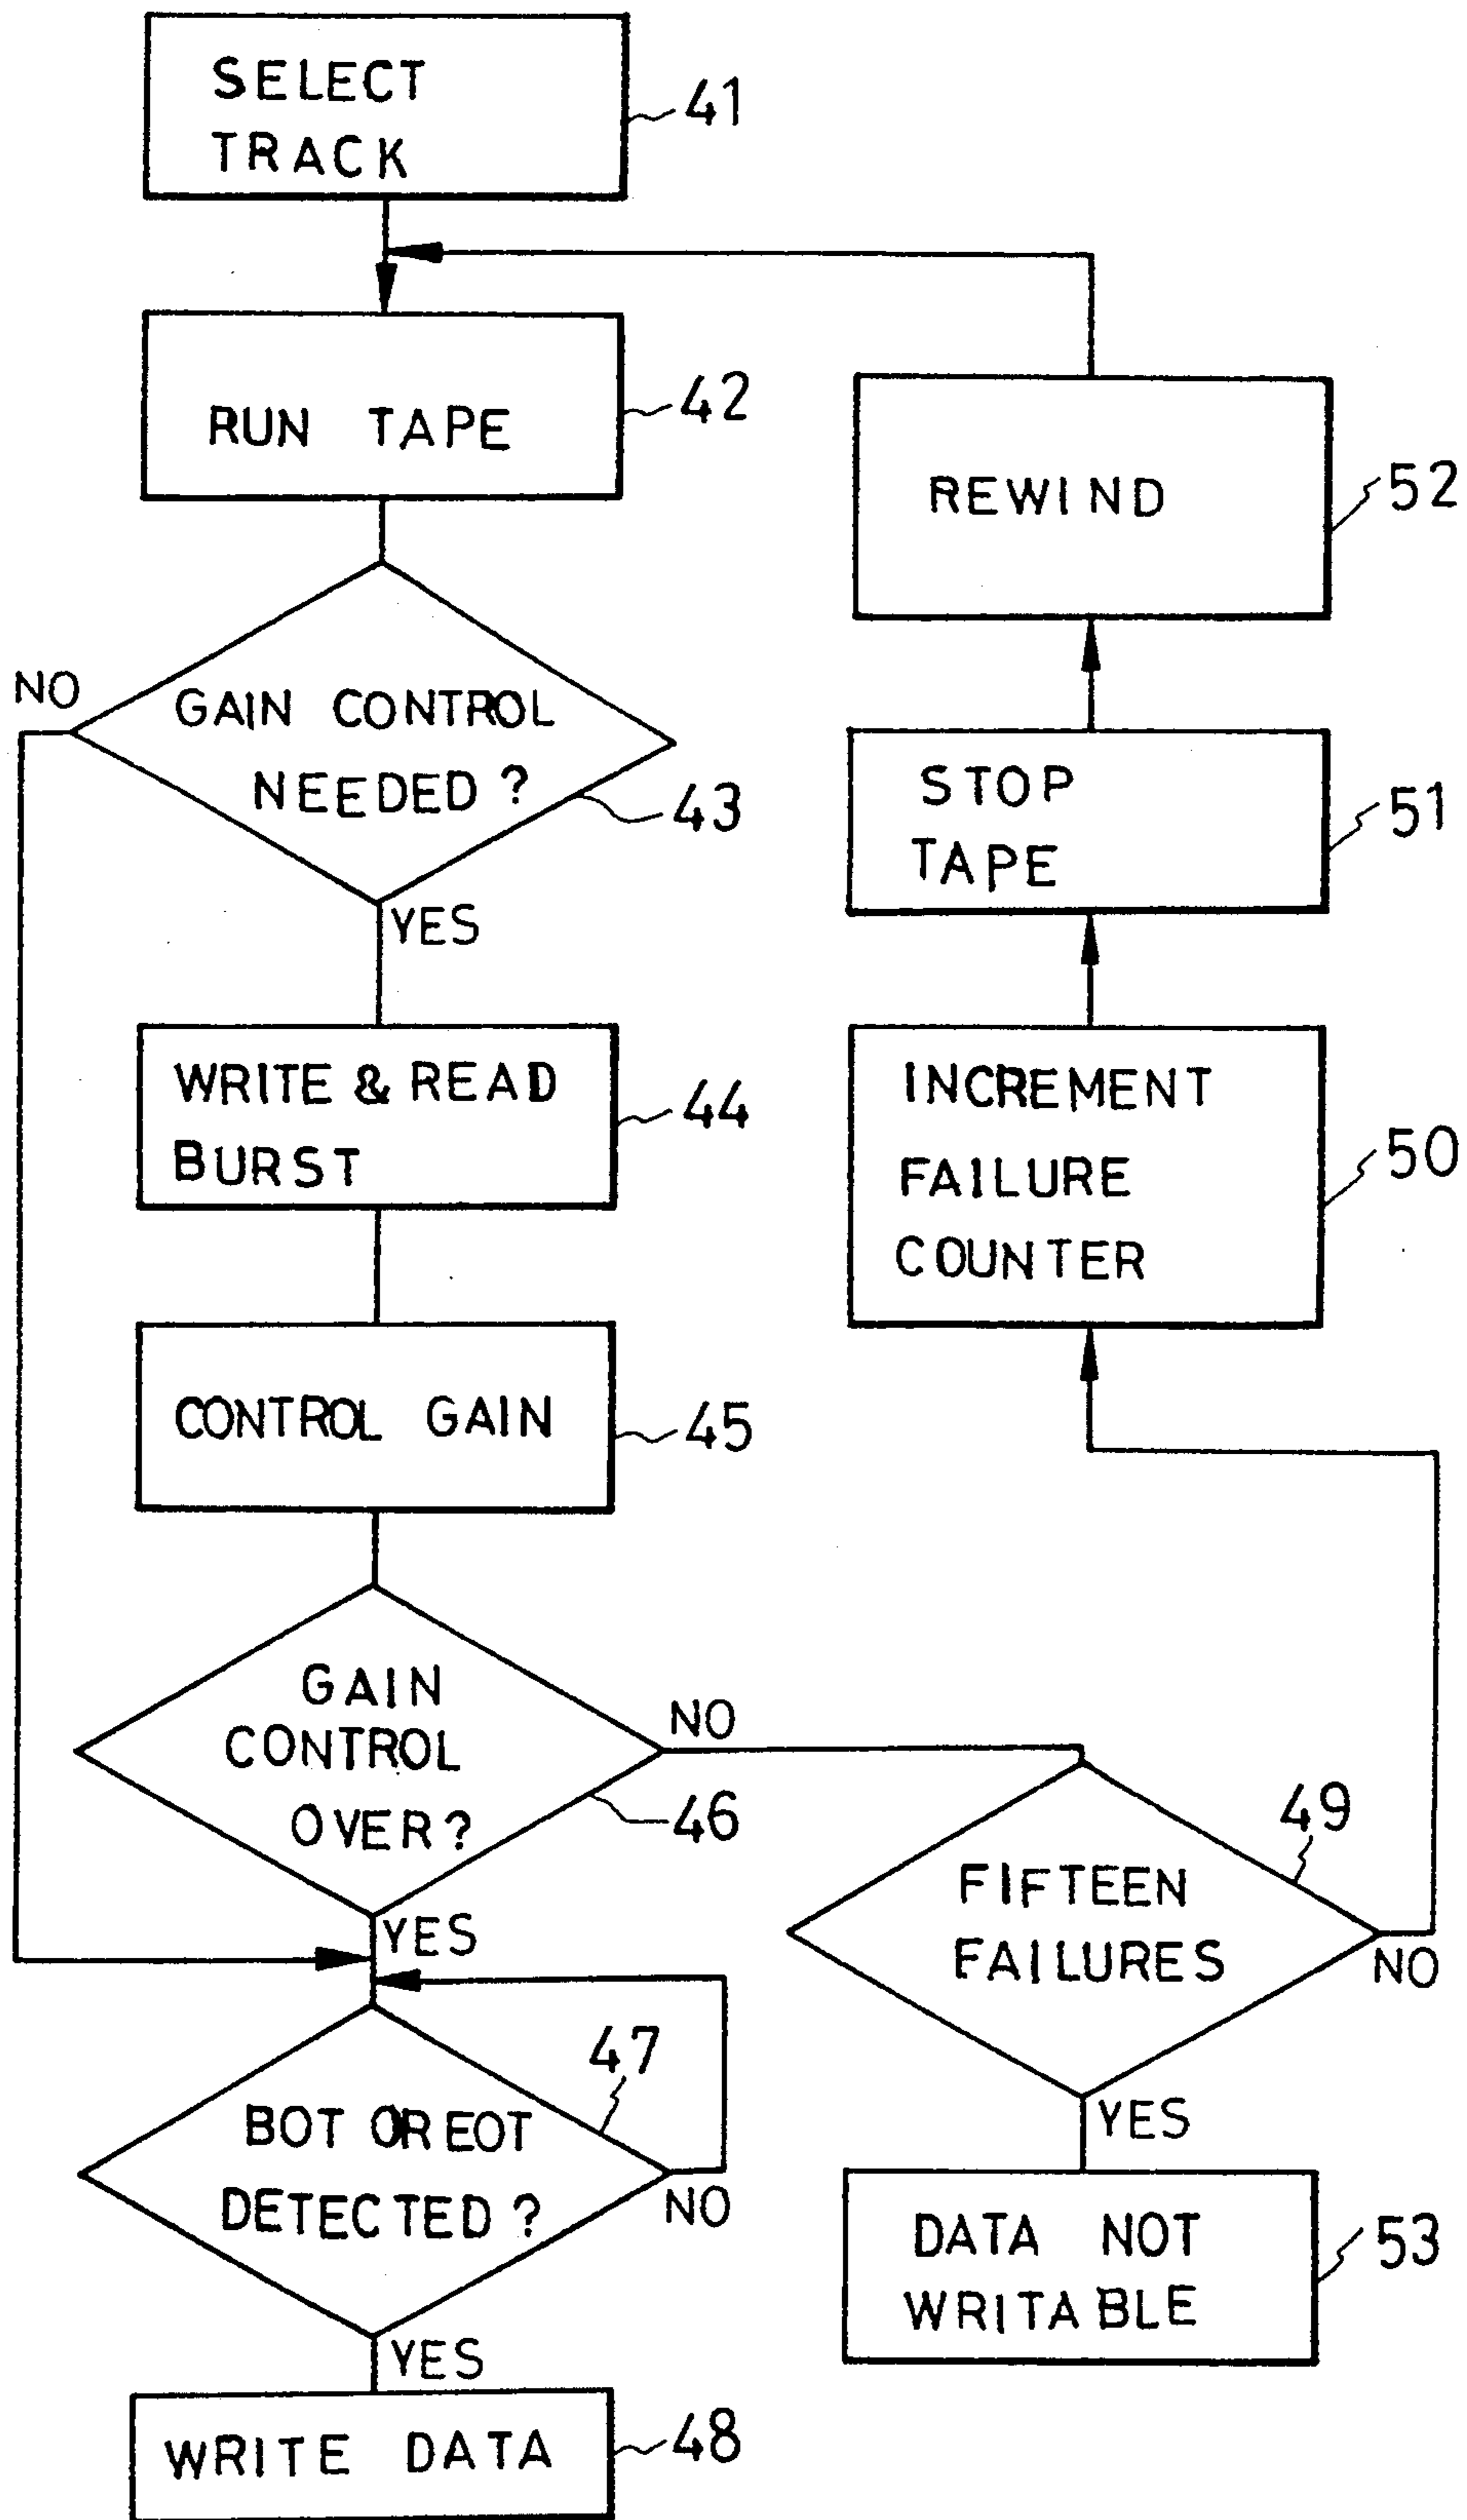 SELECT
TRACK
41
RUN TAPE
42
NO
GAIN CONTROL
NEEDED?
43
YES
WRITE & READ
BURST
44
CONTROL GAIN
45
GAIN
CONTROL
OVER?
46
NO
YES
BOT OR EOT
DETECTED?
47
NO
YES
WRITE DATA
48
FIFTEEN
FAILURES
49
NO
YES
INCREMENT
FAILURE
COUNTER
50
STOP
TAPE
51
REWIND
52
DATA NOT
WRITABLE
53